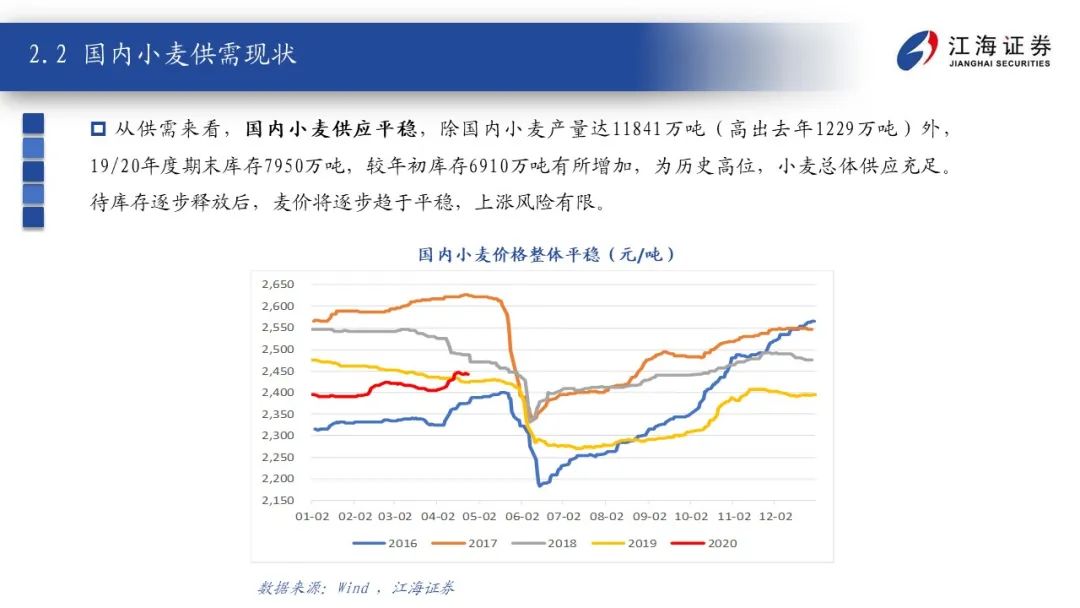 2.2 国内小麦供需现状
江海证券
JIANGHAI SECURITIES
从供需来看，国内小麦供应平稳，除国内小麦产量达11841万吨（高出去年1229万吨）外，
19/20年度期末库存7950万吨，较年初库存6910万吨有所增加，为历史高位，小麦总体供应充足。
待库存逐步释放后，麦价将逐步趋于平稳，上涨风险有限。
国内小麦价格整体平稳（元/吨）
2,650
2,600
2,550
2,500
2,450
2,400
2,350
2,300
2,250
2,200
2,150
01-02 02-02 03-02 04-02 05-02 06-02 07-02 08-02 09-02 10-02 11-02 12-02
2016 2017 2018 2019 2020
数据来源：Wind ，江海证券